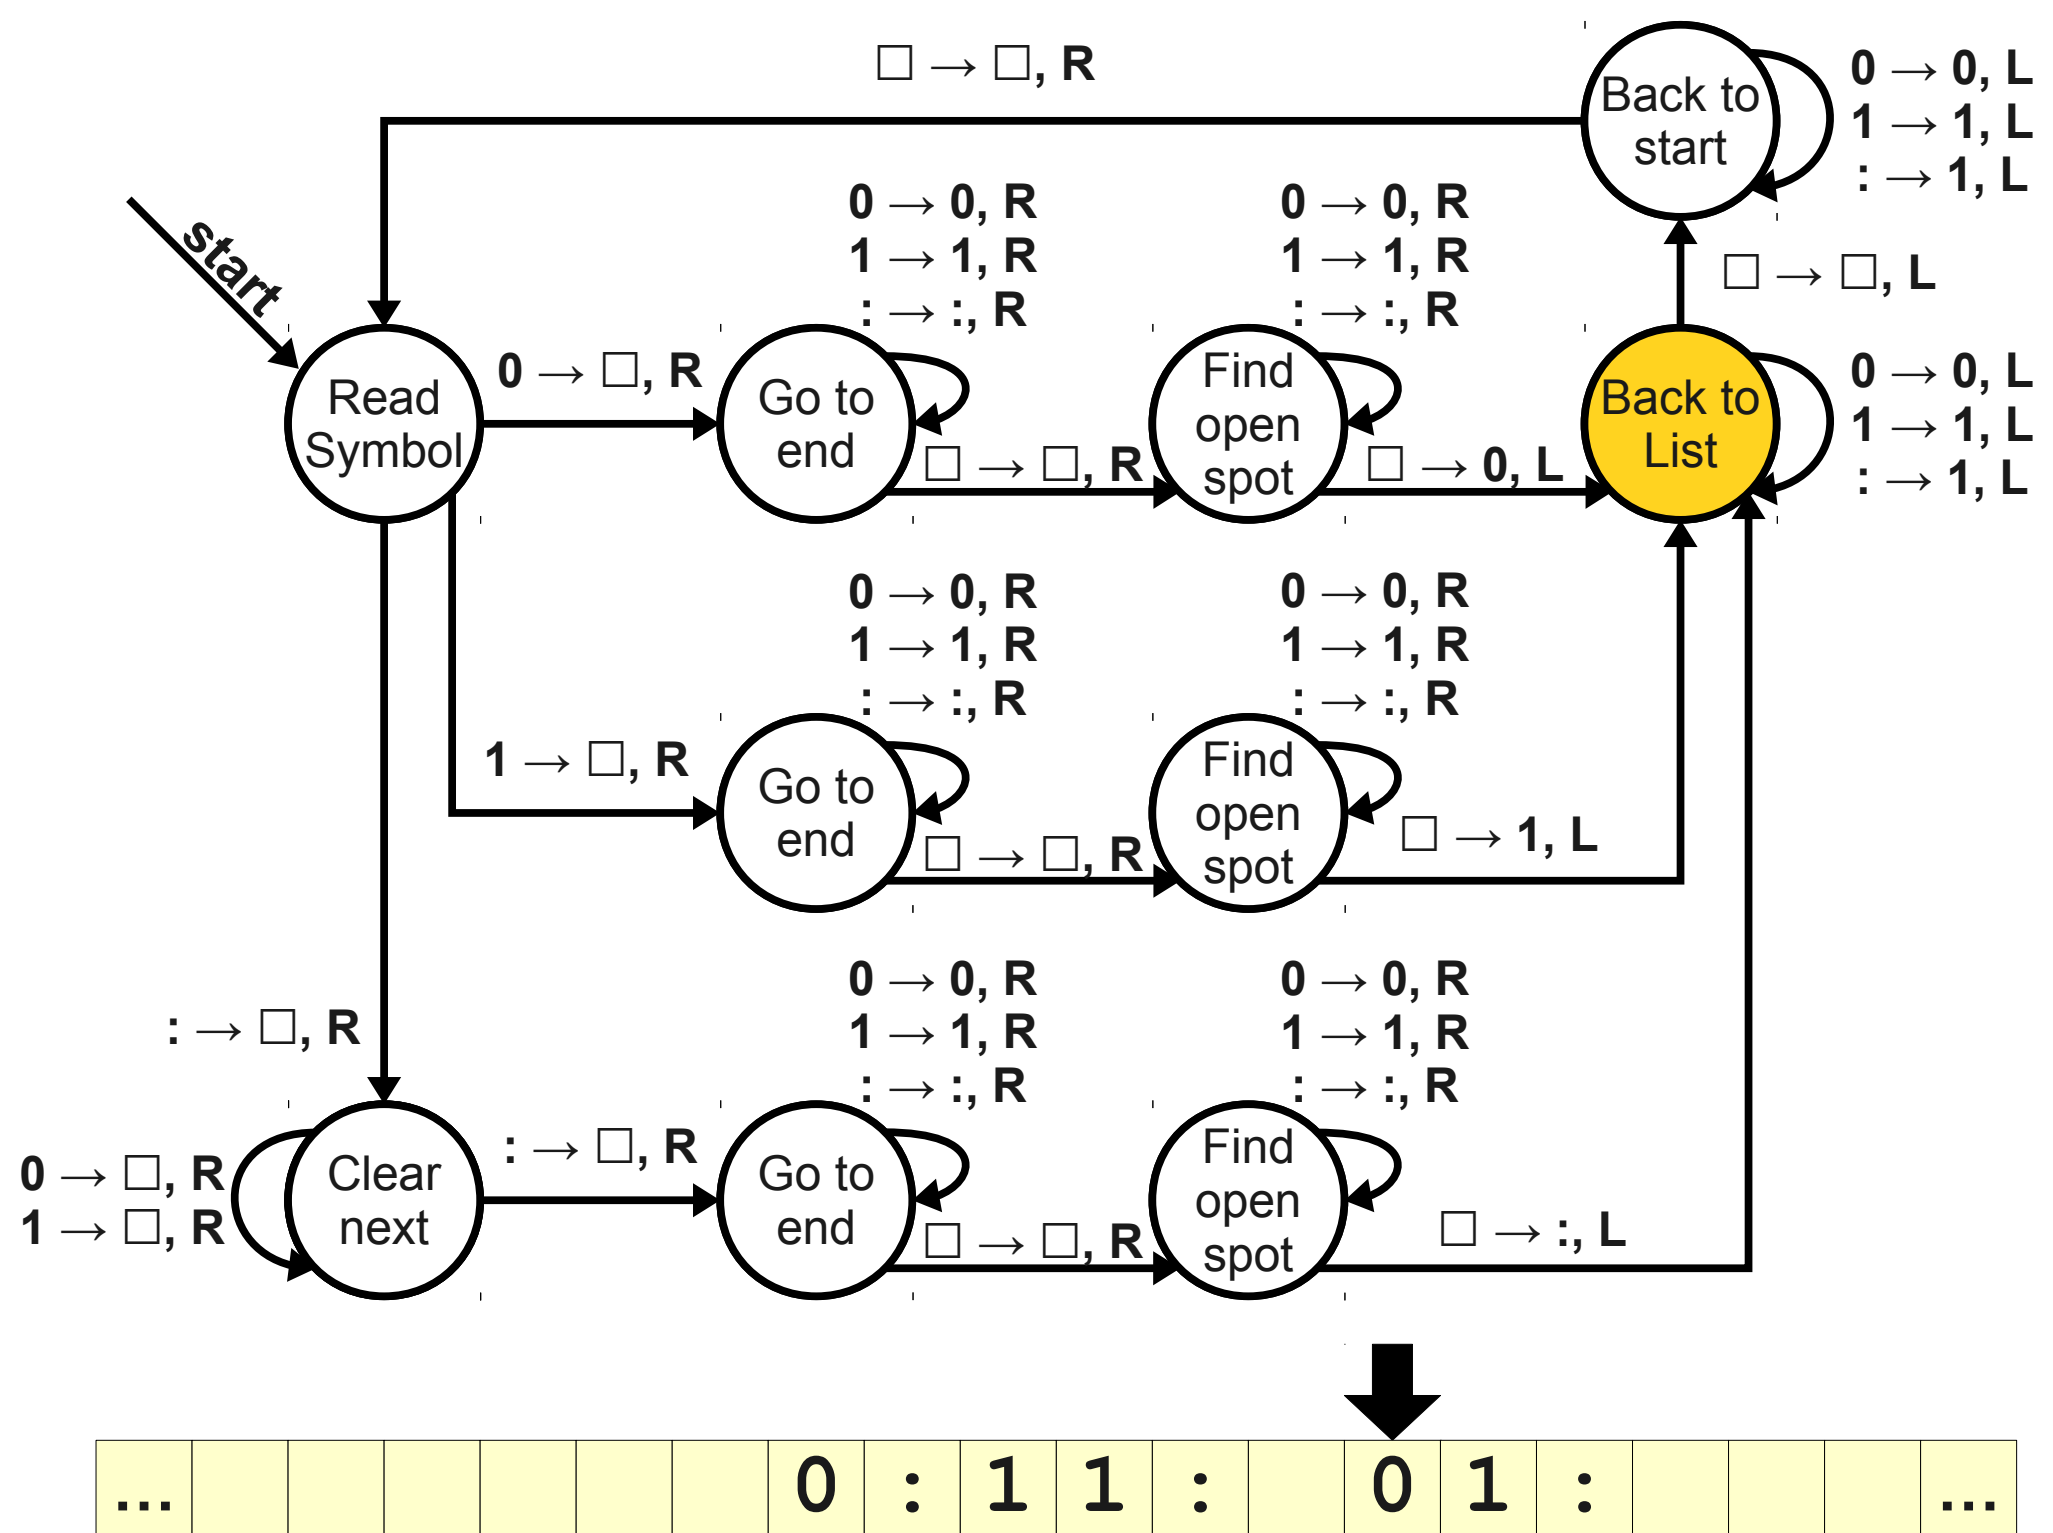 ☐ → ☐, R
Back to
start
0 → 0, L
1 → 1, L
: → 1, L
start
0 → 0, R
1 → 1, R
: → :, R
0 → 0, R
1 → 1, R
: → :, R
☐ → ☐, L
Read
Symbol
0 → ☐, R
Go to
end
☐ → ☐, R
Find
open
spot
☐ → 0, L
Back to
List
0 → 0, L
1 → 1, L
: → 1, L
0 → 0, R
1 → 1, R
: → :, R
0 → 0, R
1 → 1, R
: → :, R
1 → ☐, R
Go to
end
☐ → ☐, R
Find
open
spot
☐ → 1, L
0 → 0, R
1 → 1, R
: → :, R
0 → 0, R
1 → 1, R
: → :, R
: → ☐, R
0 → ☐, R
1 → ☐, R
Clear
next
: → ☐, R
Go to
end
☐ → ☐, R
Find
open
spot
☐ → :, L
... 0 : 1 1 : 0 1 : ...